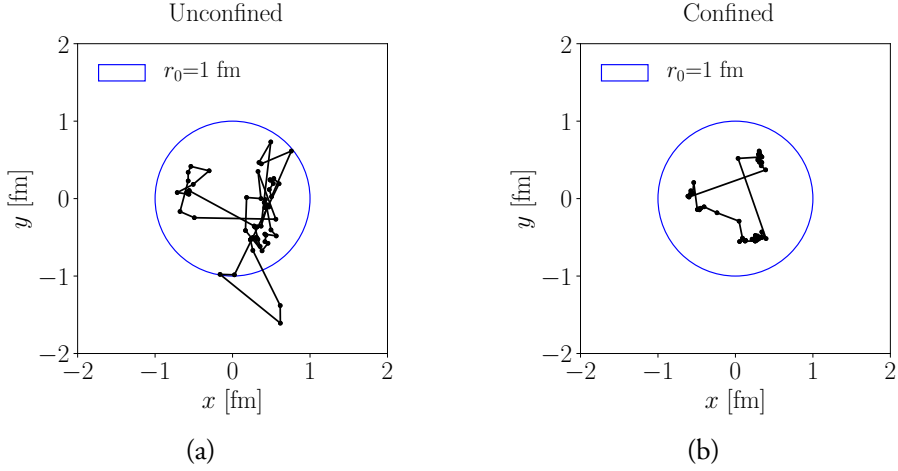 Unconfined
2
r₀=1 fm
1
0
−1
−2
y [fm]
−2 −1 0 1 2
x [fm]
(a)
Confined
2
r₀=1 fm
1
0
−1
−2
y [fm]
−2 −1 0 1 2
x [fm]
(b)